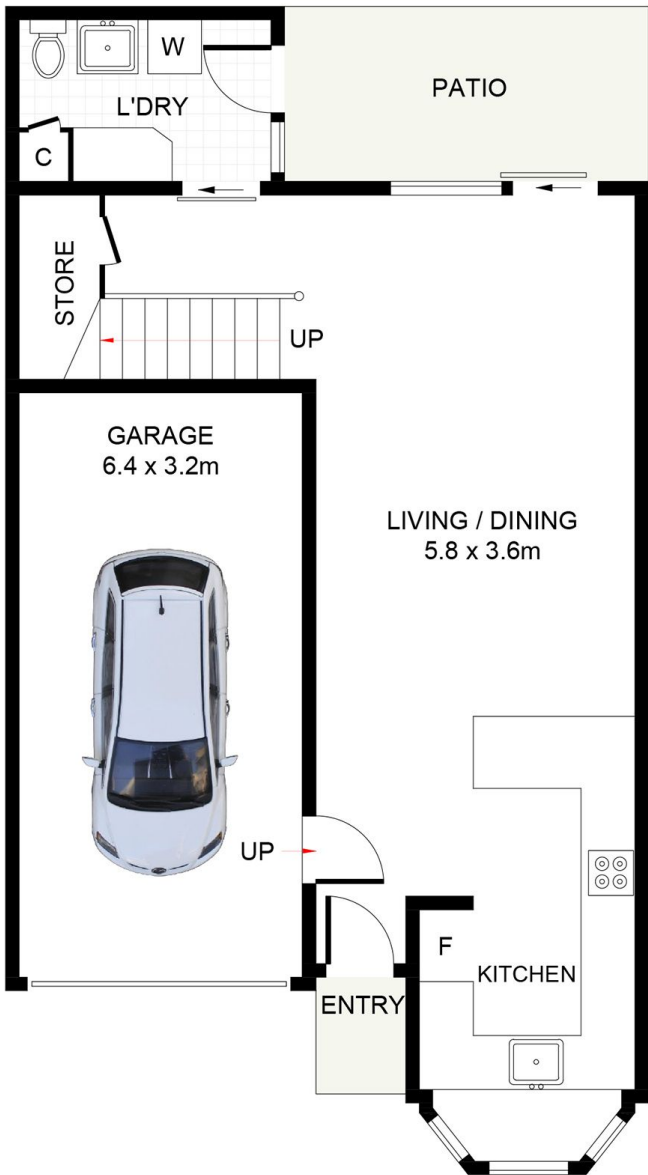 W
L'DRY
PATIO
C
STORE
UP
GARAGE
6.4 x 3.2m
LIVING / DINING
5.8 x 3.6m
UP
F
KITCHEN
ENTRY